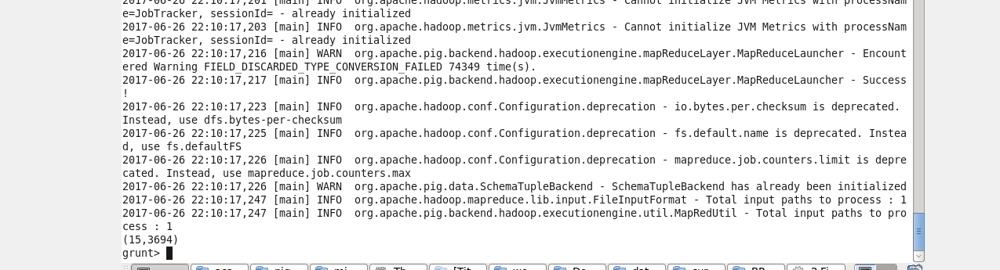 2017-06-26 22:10:17,201 [main] INFO  org.apache.hadoop.metrics.jvm.JvmMetrics - Cannot initialize JVM Metrics with processNam
e=JobTracker, sessionId= - already initialized
2017-06-26 22:10:17,203 [main] INFO  org.apache.hadoop.metrics.jvm.JvmMetrics - Cannot initialize JVM Metrics with processNam
e=JobTracker, sessionId= - already initialized
2017-06-26 22:10:17,216 [main] WARN  org.apache.pig.backend.hadoop.executionengine.mapReduceLayer.MapReduceLauncher - Encount
ered Warning FIELD_DISCARDED_TYPE_CONVERSION_FAILED 74349 time(s).
2017-06-26 22:10:17,217 [main] INFO  org.apache.pig.backend.hadoop.executionengine.mapReduceLayer.MapReduceLauncher - Success
!
2017-06-26 22:10:17,223 [main] INFO  org.apache.hadoop.conf.Configuration.deprecation - io.bytes.per.checksum is deprecated.
Instead, use dfs.bytes-per-checksum
2017-06-26 22:10:17,225 [main] INFO  org.apache.hadoop.conf.Configuration.deprecation - fs.default.name is deprecated. Instea
d, use fs.defaultFS
2017-06-26 22:10:17,226 [main] INFO  org.apache.hadoop.conf.Configuration.deprecation - mapreduce.job.counters.limit is depre
cated. Instead, use mapreduce.job.counters.max
2017-06-26 22:10:17,226 [main] WARN  org.apache.pig.data.SchemaTupleBackend - SchemaTupleBackend has already been initialized
2017-06-26 22:10:17,247 [main] INFO  org.apache.hadoop.mapreduce.lib.input.FileInputFormat - Total input paths to process : 1
2017-06-26 22:10:17,247 [main] INFO  org.apache.pig.backend.hadoop.executionengine.util.MapRedUtil - Total input paths to pro
cess : 1
(15,3694)
grunt>